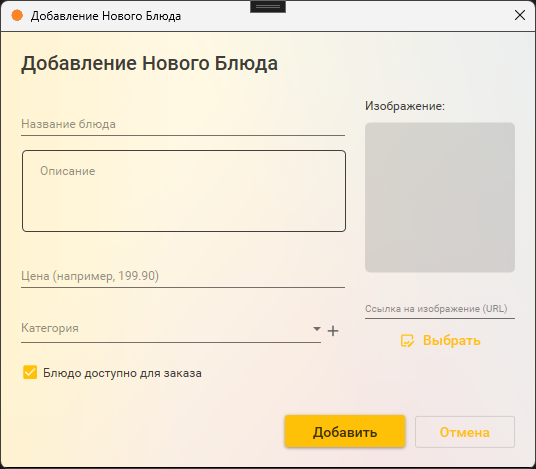 Добавление Нового Блюда
Добавление Нового Блюда
Изображение:
Название блюда
Описание
Цена (например, 199.90)
Ссылка на изображение (URL)
Категория
Выбрать
Блюдо доступно для заказа
Добавить
Отмена